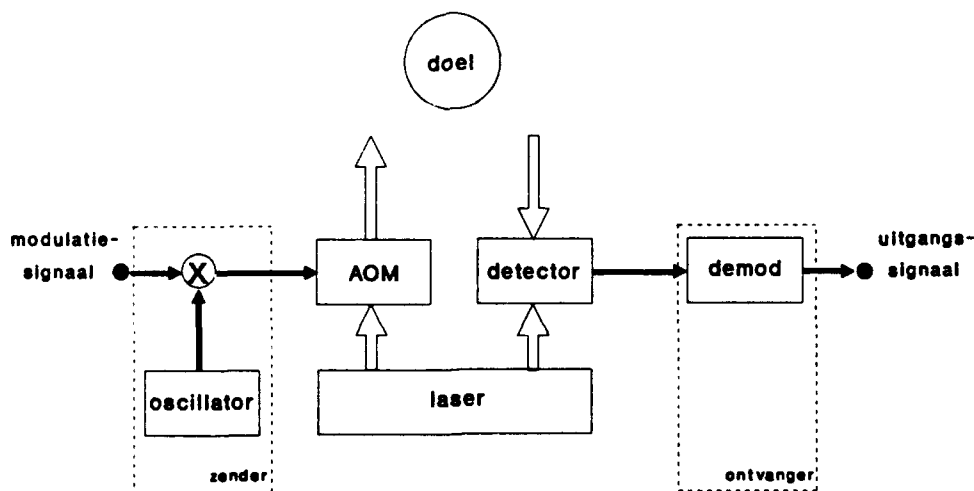 doel
modulatie-
signaal
X
AOM
detector
demod
uitgangs-
signaal
oscillator
laser
zender
ontvanger